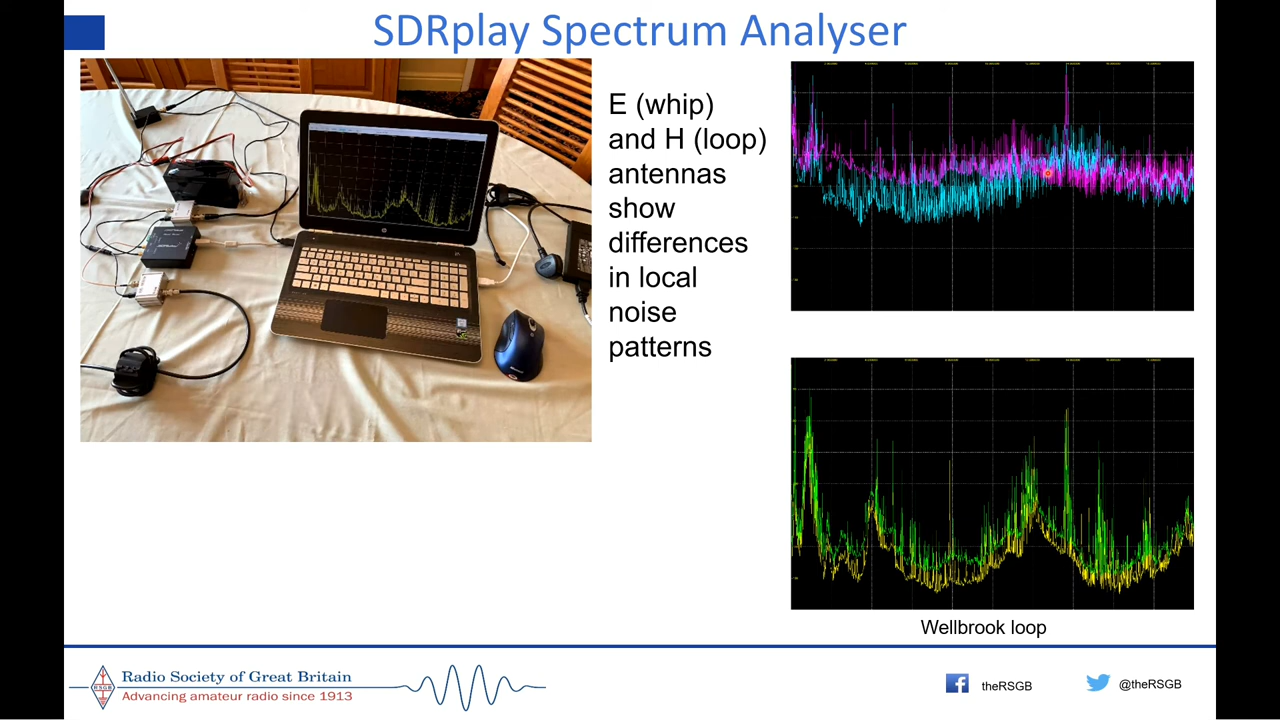 SDRplay Spectrum Analyser
E (whip)
and H (loop)
antennas
show
differences
in local
noise
patterns
Wellbrook loop
RSGB
Radio Society of Great Britain
Advancing amateur radio since 1913
theRSGB
@theRSGB